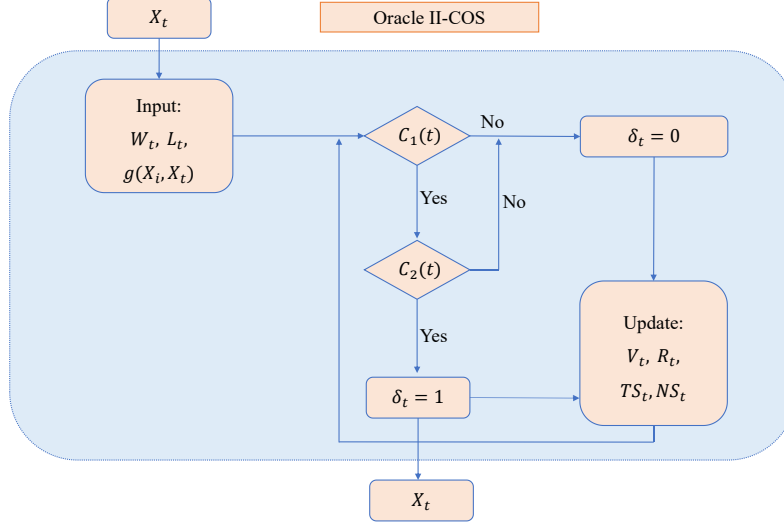 X_t
Oracle II-COS
Input:
W_t, L_t,
g(X_i, X_t)
C_1(t)
No
δ_t = 0
Yes
No
C_2(t)
Yes
Update:
V_t, R_t,
TS_t, NS_t
δ_t = 1
X_t